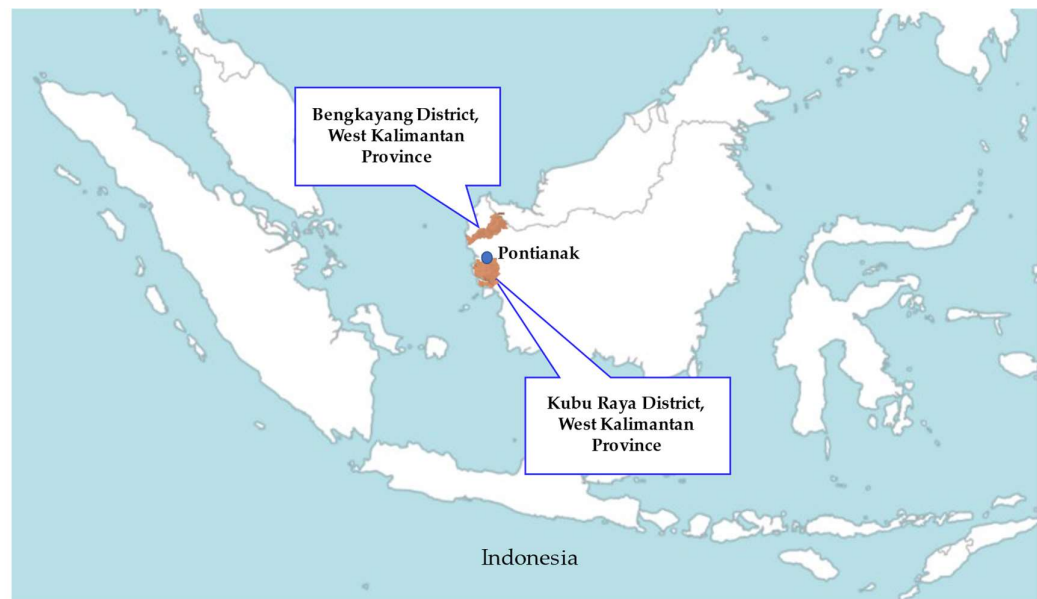 Bengkayang District,
West Kalimantan
Province
Pontianak
Kubu Raya District,
West Kalimantan
Province
Indonesia